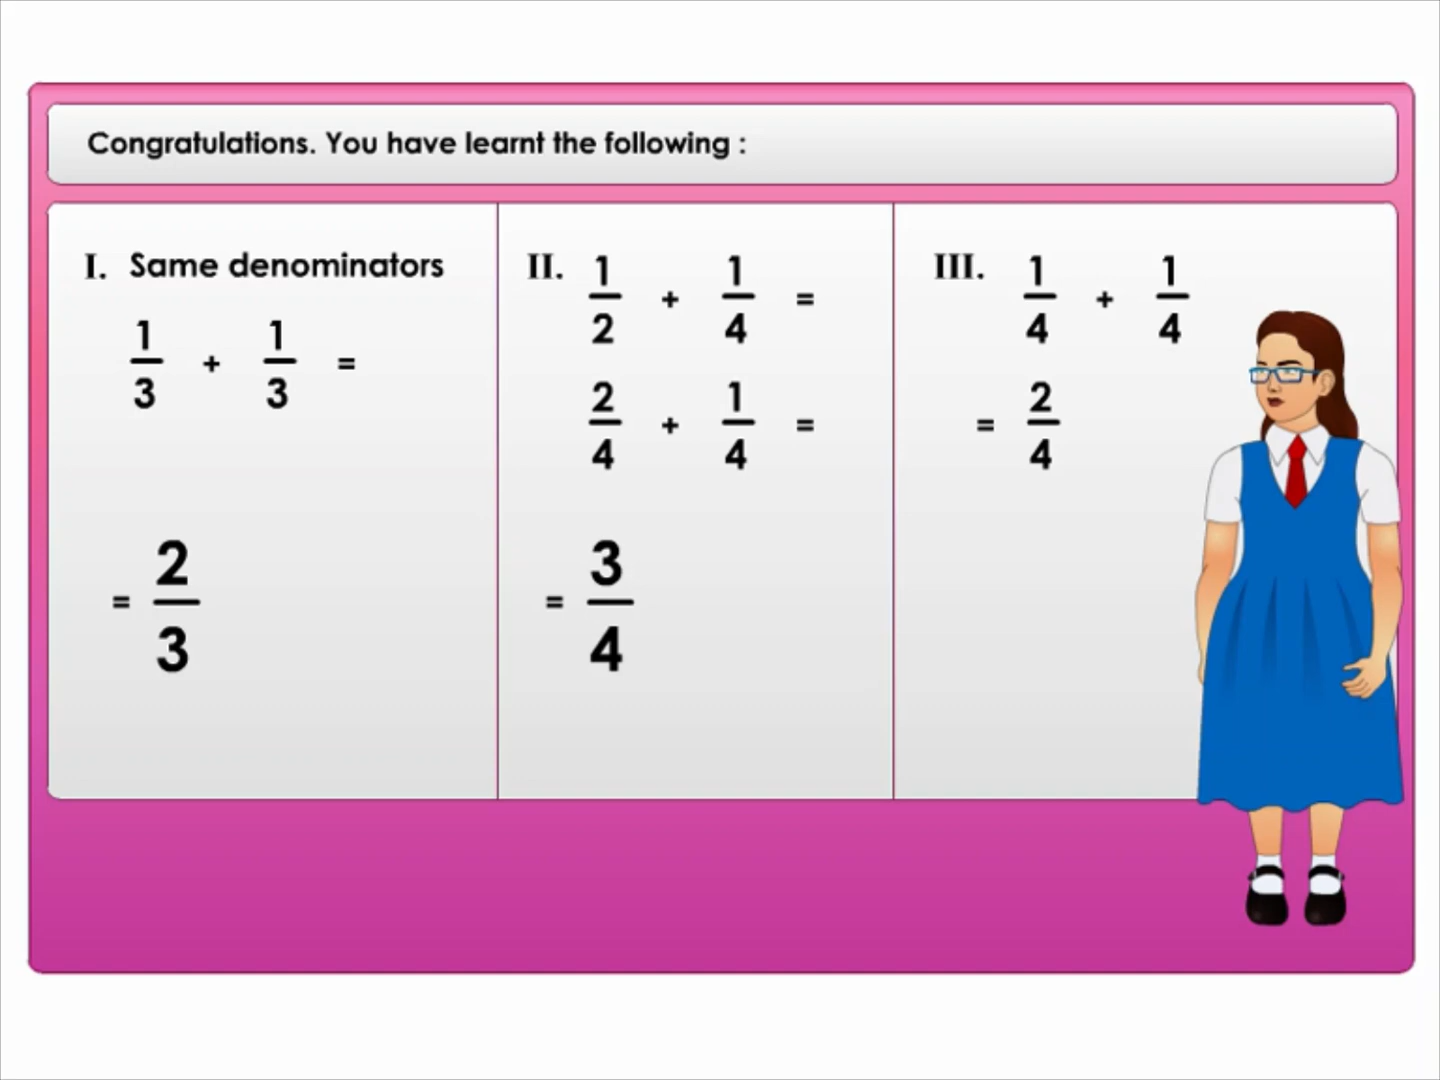 Congratulations. You have learnt the following :
I. Same denominators
1/3 + 1/3 =
= 2/3
II. 1/2 + 1/4 =
2/4 + 1/4 =
= 3/4
III. 1/4 + 1/4
= 2/4